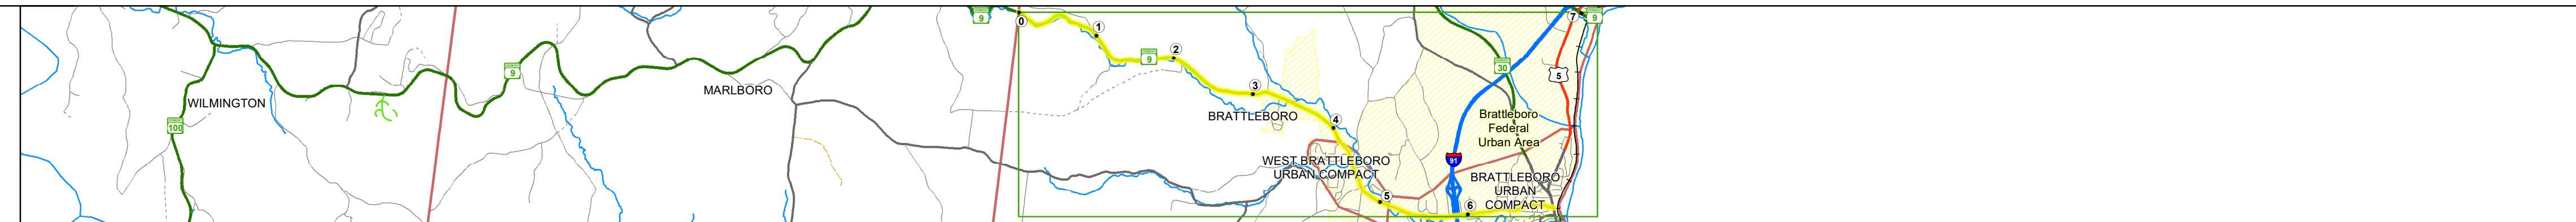 9
0
1
7
9
2
9
9
30
5
3
WILMINGTON
MARLBORO
100
BRATTLEBORO
4
Brattleboro
Federal
Urban Area
91
WEST BRATTLEBORO
URBAN COMPACT
BRATTLEBORO
URBAN
COMPACT
5
6